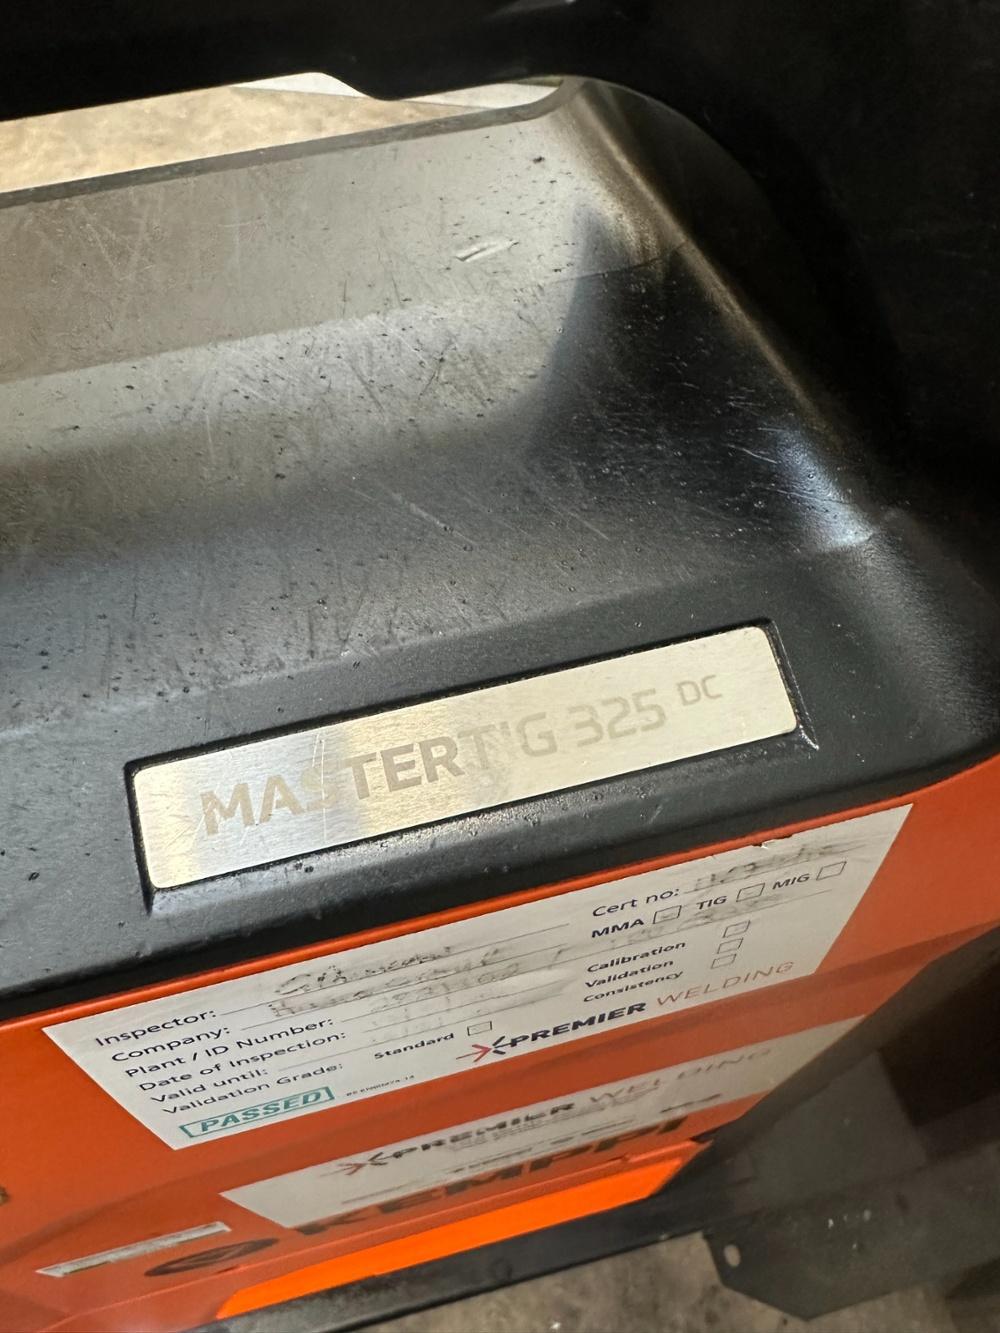 MASTERTIG 325 DC
Cert no:
MMA TIG MIG
Inspector:
Company:
Plant / ID Number:
Date of Inspection:
Valid until:
Validation Grade:
Calibration
Validation
Consistency
Standard
PREMIER WELDING
PASSED
PREMIER WELDING
KEMPPI